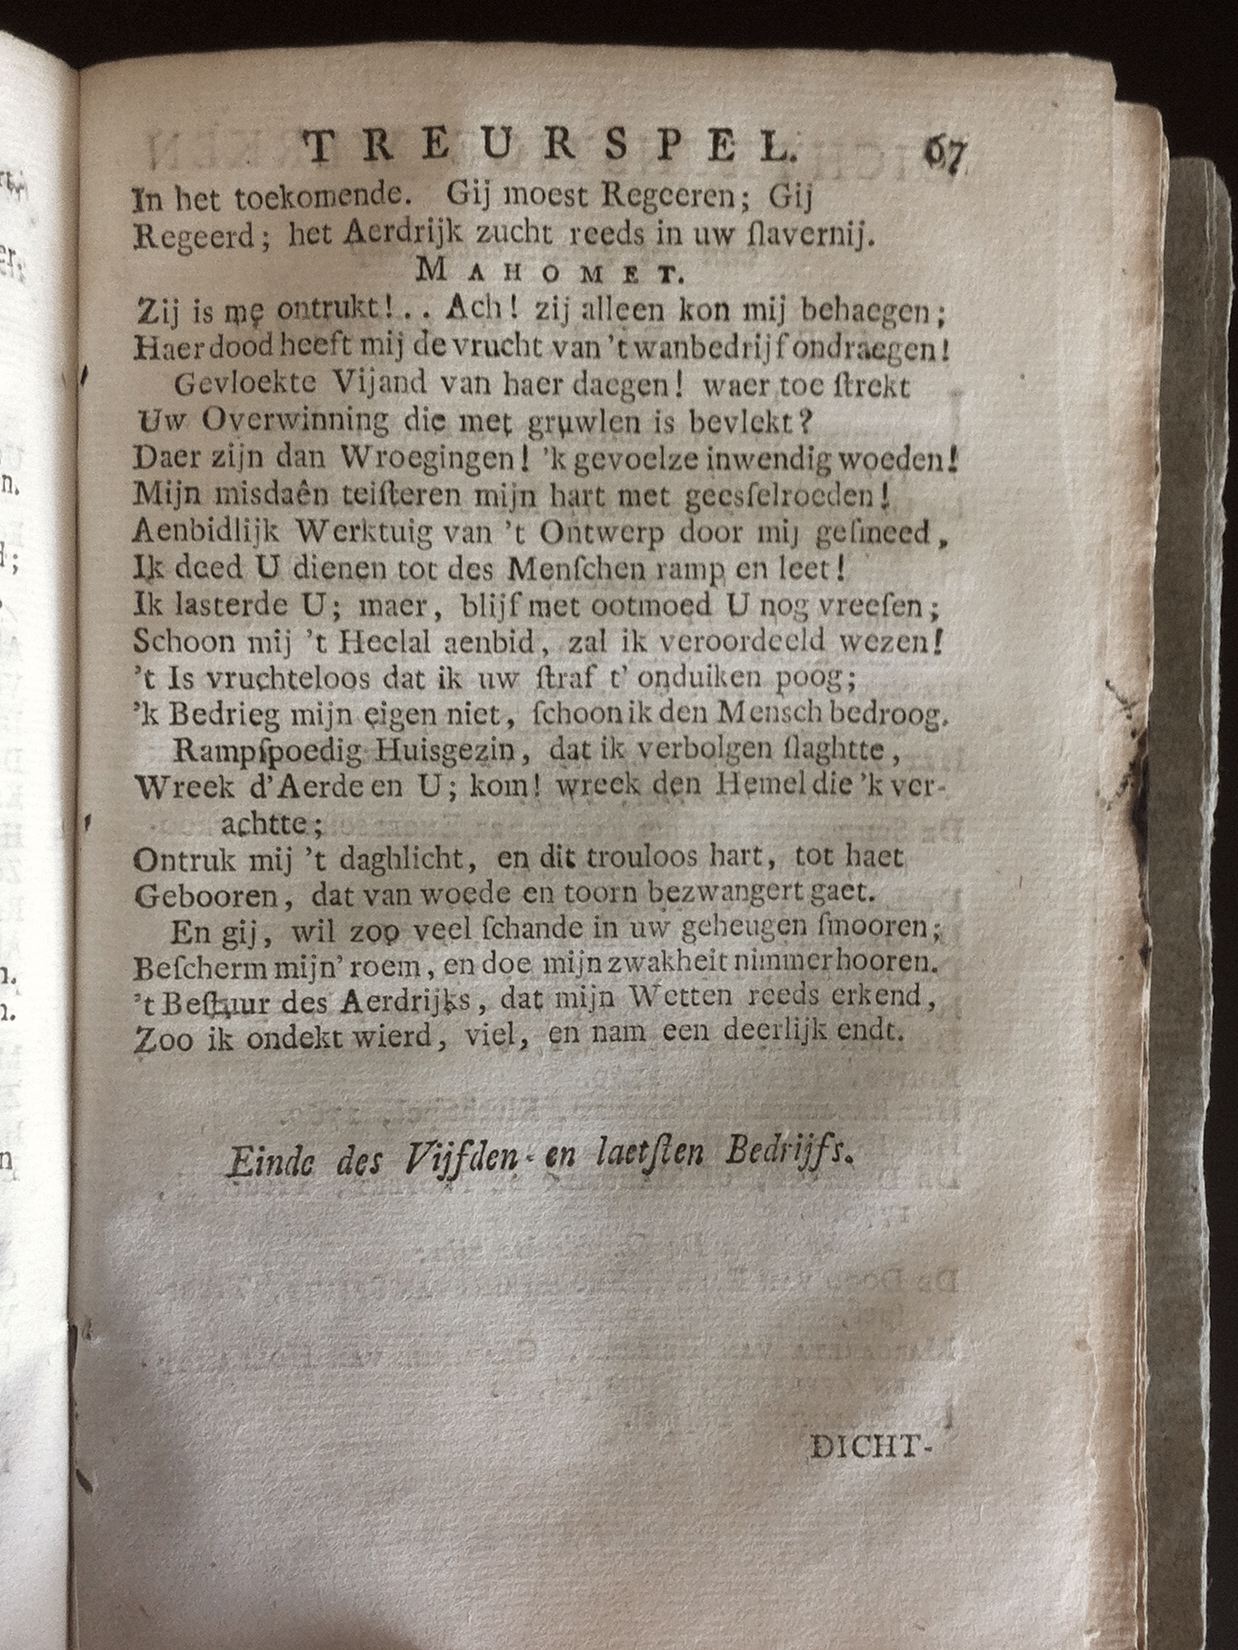 TREURSPEL. 67
In het toekomende. Gij moest Regeeren; Gij
Regeerd; het Aerdrijk zucht reeds in uw ſlavernij.
MAHOMET.
Zij is me ontrukt!.. Ach! zij alleen kon mij behaegen;
Haer dood heeft mij de vrucht van 't wanbedrijf ondraegen!
Gevloekte Vijand van haer daegen! waer toe ſtrekt
Uw Overwinning die met gruwlen is bevlekt?
Daer zijn dan Wroegingen! 'k gevoelze inwendig woeden!
Mijn misdaên teiſteren mijn hart met geesſelroeden!
Aenbidlijk Werktuig van 't Ontwerp door mij geſmeed,
Ik deed U dienen tot des Menſchen ramp en leet!
Ik lasterde U; maer, blijf met ootmoed U nog vreeſen;
Schoon mij 't Heelal aenbid, zal ik veroordeeld wezen!
't Is vruchteloos dat ik uw ſtraf t' onduiken poog;
'k Bedrieg mijn eigen niet, ſchoon ik den Mensch bedroog.
Rampſpoedig Huisgezin, dat ik verbolgen ſlaghtte,
Wreek d'Aerde en U; kom! wreek den Hemel die 'k ver-
achtte;
Ontruk mij 't daghlicht, en dit trouloos hart, tot haet
Gebooren, dat van woede en toorn bezwangert gaet.
En gij, wil zoo veel ſchande in uw geheugen ſmooren;
Beſcherm mijn' roem, en doe mijn zwakheit nimmer hooren.
't Beſtuur des Aerdrijks, dat mijn Wetten reeds erkend,
Zoo ik ondekt wierd, viel, en nam een deerlijk endt.
Einde des Vijfden en laetſten Bedrijfs.
DICHT-